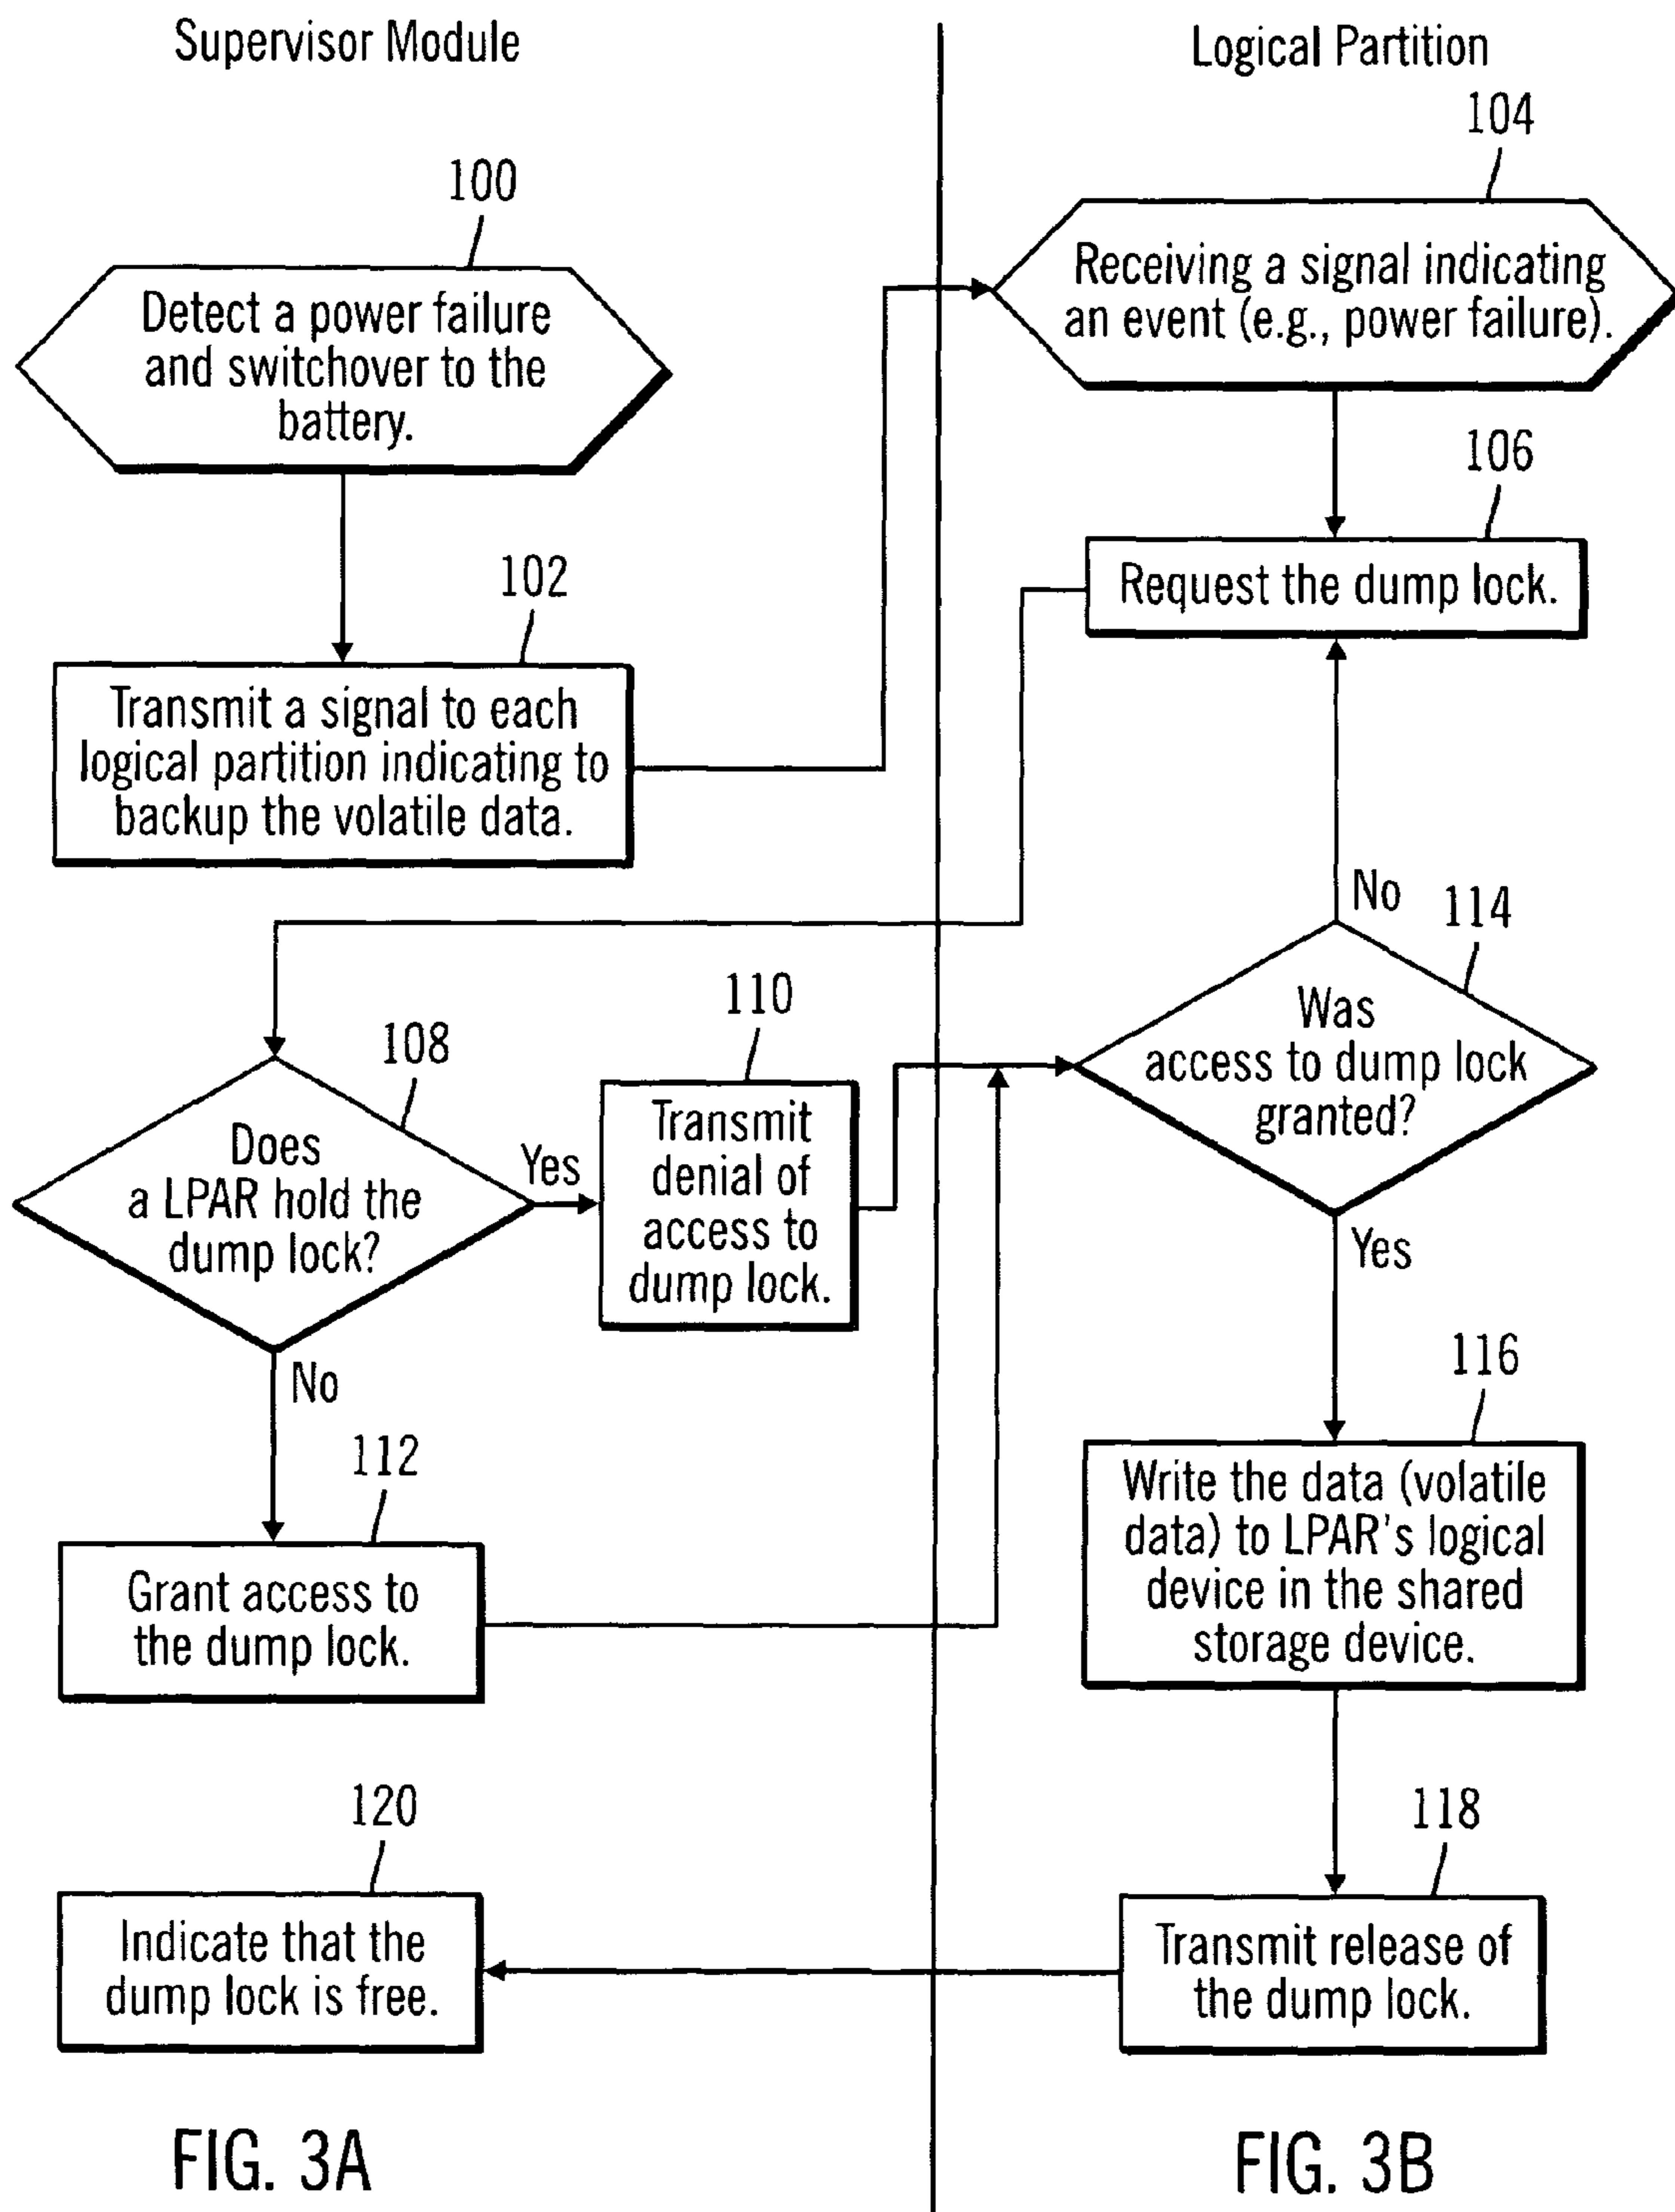 Supervisor Module
100
Detect a power failure
and switchover to the
battery.
102
Transmit a signal to each
logical partition indicating to
backup the volatile data.
108
Does
a LPAR hold the
dump lock?
Yes
No
110
Transmit
denial of
access to
dump lock.
112
Grant access to
the dump lock.
120
Indicate that the
dump lock is free.
FIG. 3A
Logical Partition
104
Receiving a signal indicating
an event (e.g., power failure).
106
Request the dump lock.
No
114
Was
access to dump lock
granted?
Yes
116
Write the data (volatile
data) to LPAR's logical
device in the shared
storage device.
118
Transmit release of
the dump lock.
FIG. 3B